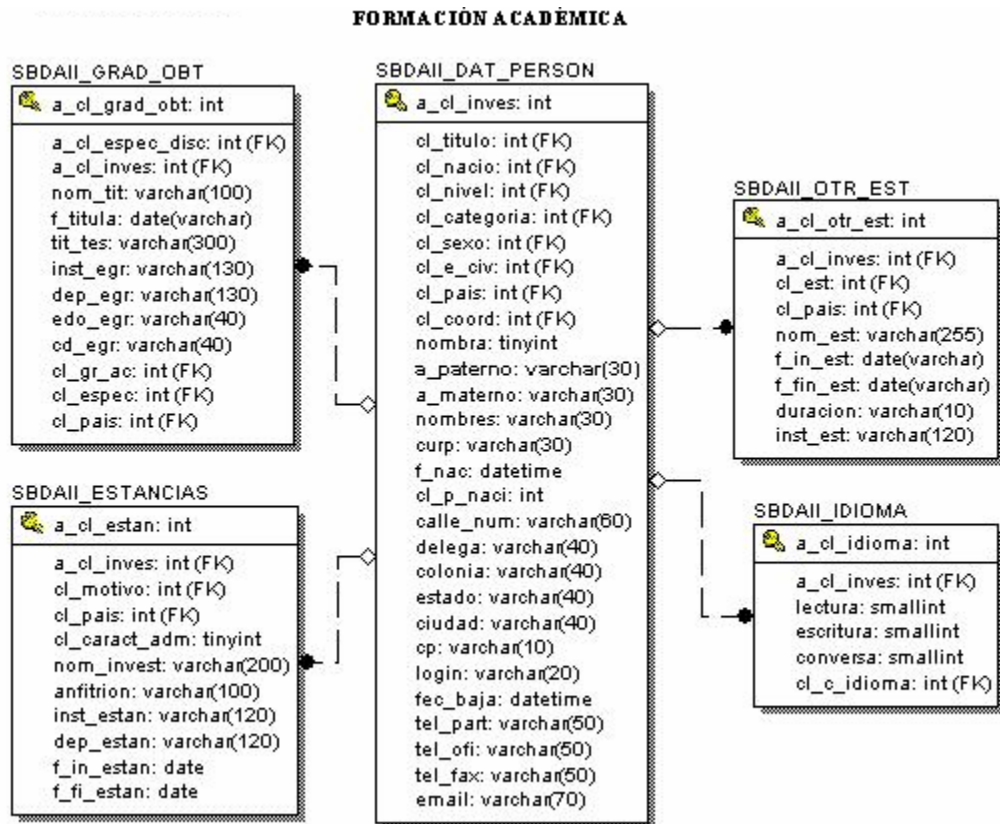 FORMACIÓN ACADÉMICA
SBDAII_GRAD_OBT
a_cl_grad_obt: int
a_cl_espec_disc: int (FK)
a_cl_inves: int (FK)
nom_tit: varchar(100)
f_titula: date(varchar)
tit_tes: varchar(300)
inst_egr: varchar(130)
dep_egr: varchar(130)
edo_egr: varchar(40)
cd_egr: varchar(40)
cl_gr_ac: int (FK)
cl_espec: int (FK)
cl_pais: int (FK)
SBDAII_ESTANCIAS
a_cl_estan: int
a_cl_inves: int (FK)
cl_motivo: int (FK)
cl_pais: int (FK)
cl_caract_adm: tinyint
nom_invest: varchar(200)
anfitrion: varchar(100)
inst_estan: varchar(120)
dep_estan: varchar(120)
f_in_estan: date
f_fi_estan: date
SBDAII_DAT_PERSON
a_cl_inves: int
cl_titulo: int (FK)
cl_nacio: int (FK)
cl_nivel: int (FK)
cl_categoria: int (FK)
cl_sexo: int (FK)
cl_e_civ: int (FK)
cl_pais: int (FK)
cl_coord: int (FK)
nombra: tinyint
a_paterno: varchar(30)
a_materno: varchar(30)
nombres: varchar(30)
curp: varchar(30)
f_nac: datetime
cl_p_naci: int
calle_num: varchar(60)
delega: varchar(40)
colonia: varchar(40)
estado: varchar(40)
ciudad: varchar(40)
cp: varchar(10)
login: varchar(20)
fec_baja: datetime
tel_part: varchar(50)
tel_ofi: varchar(50)
tel_fax: varchar(50)
email: varchar(70)
SBDAII_OTR_EST
a_cl_otr_est: int
a_cl_inves: int (FK)
cl_est: int (FK)
cl_pais: int (FK)
nom_est: varchar(255)
f_in_est: date(varchar)
f_fin_est: date(varchar)
duracion: varchar(10)
inst_est: varchar(120)
SBDAII_IDIOMA
a_cl_idioma: int
a_cl_inves: int (FK)
lectura: smallint
escritura: smallint
conversa: smallint
cl_c_idioma: int (FK)